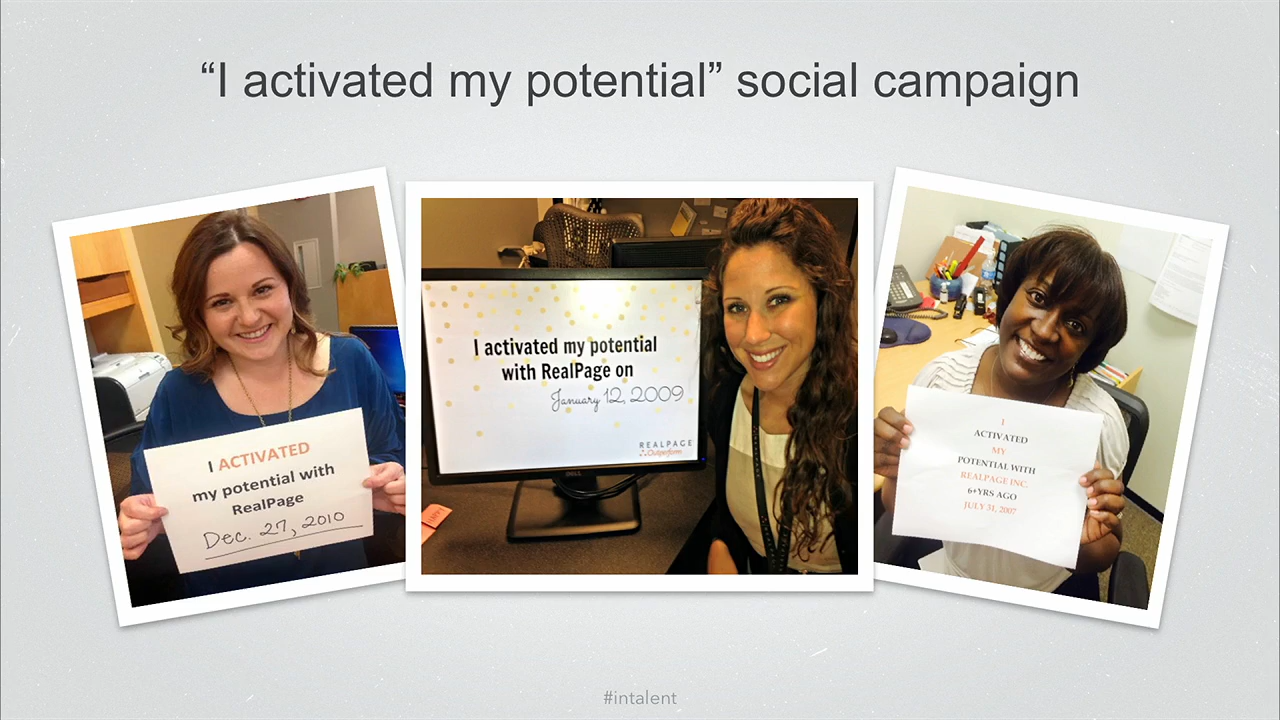 “I activated my potential” social campaign
I ACTIVATED
my potential with
RealPage
Dec. 27, 2010
I activated my potential
with RealPage on
January 12, 2009
REALPAGE
Outperform
DELL
I
ACTIVATED
MY
POTENTIAL WITH
REALPAGE INC.
6+YRS AGO
JULY 31, 2007
#intalent